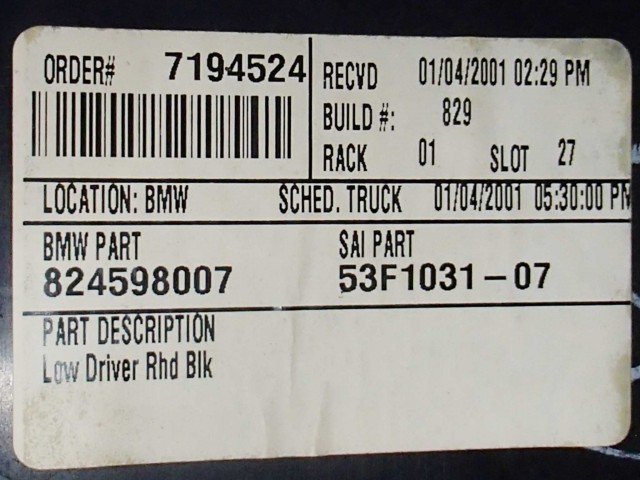 ORDER# 7194524
RECVD 01/04/2001 02:29 PM
BUILD #: 829
RACK 01 SLOT 27
LOCATION: BMW SCHED. TRUCK 01/04/2001 05:30:00 PM
BMW PART SAI PART
824598007 53F1031-07
PART DESCRIPTION
Low Driver Rhd Blk